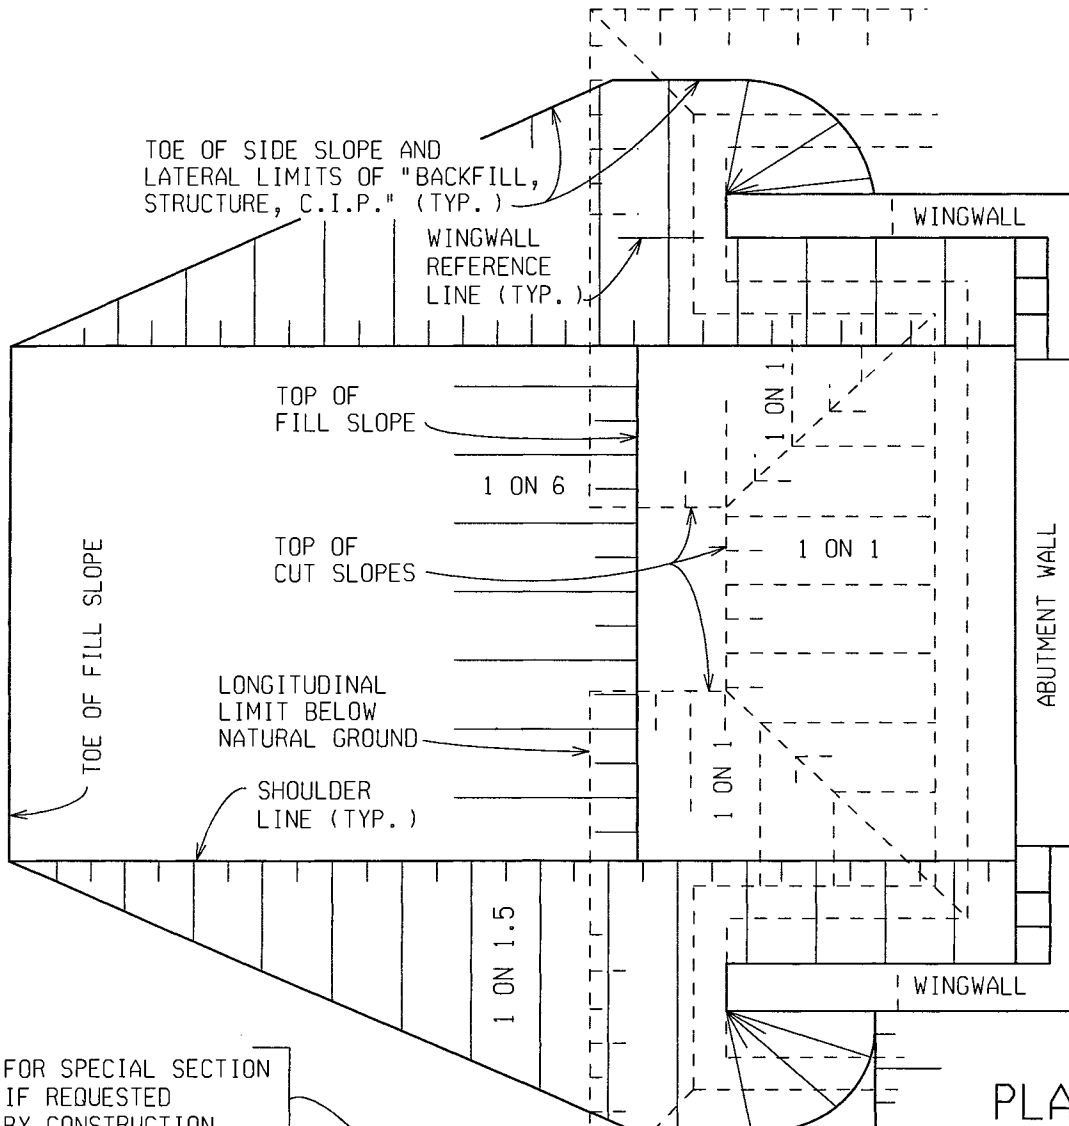 TOE OF SIDE SLOPE AND
LATERAL LIMITS OF "BACKFILL,
STRUCTURE, C.I.P." (TYP.)
WINGWALL
WINGWALL
REFERENCE
LINE (TYP.)
TOP OF
FILL SLOPE
1 ON 1
1 ON 6
TOP OF
CUT SLOPES
1 ON 1
TOE OF FILL SLOPE
ABUTMENT WALL
LONGITUDINAL
LIMIT BELOW
NATURAL GROUND
1 ON 1
SHOULDER
LINE (TYP.)
1 ON 1.5
WINGWALL
FOR SPECIAL SECTION
IF REQUESTED
BY CONSTRUCTION
PLA